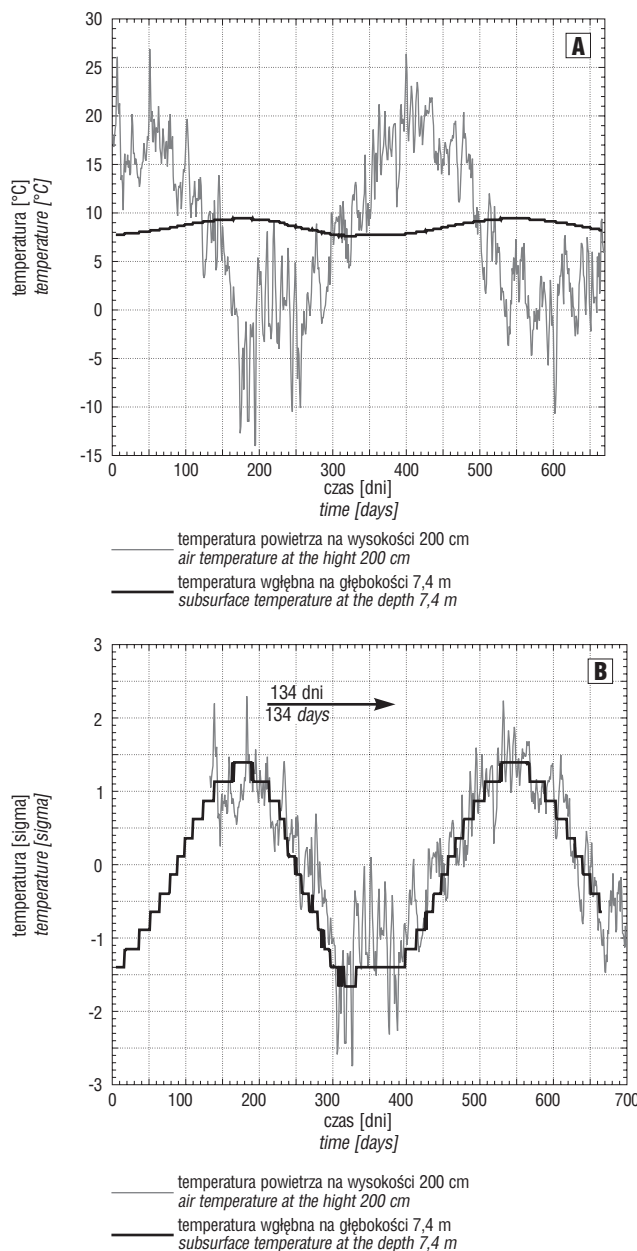 A
temperatura [°C]
temperature [°C]
30
25
20
15
10
5
0
-5
-10
-15
0 100 200 300 400 500 600
czas [dni]
time [days]
temperatura powietrza na wysokości 200 cm
air temperature at the hight 200 cm
temperatura wgłębna na głębokości 7,4 m
subsurface temperature at the depth 7,4 m
B
134 dni
134 days
temperatura [sigma]
temperature [sigma]
3
2
1
0
-1
-2
-3
0 100 200 300 400 500 600 700
czas [dni]
time [days]
temperatura powietrza na wysokości 200 cm
air temperature at the hight 200 cm
temperatura wgłębna na głębokości 7,4 m
subsurface temperature at the depth 7,4 m